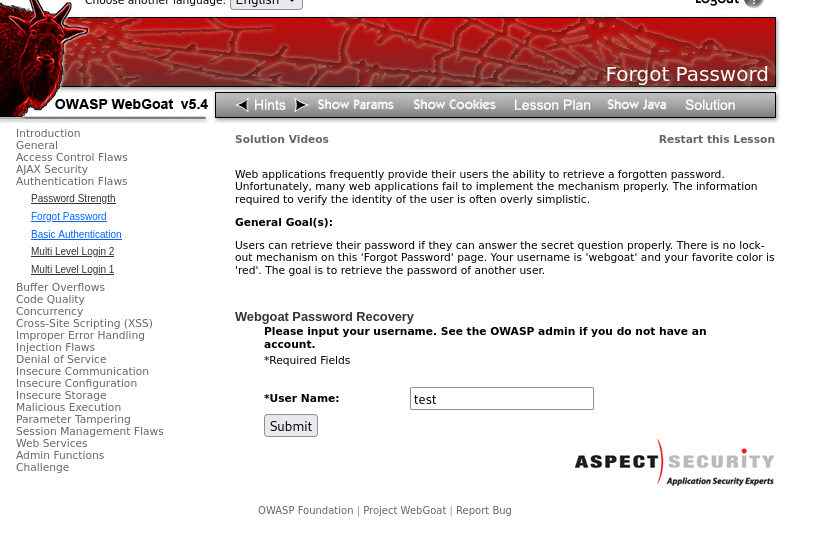 Choose another language: English
Logout ?
Forgot Password
OWASP WebGoat v5.4
Hints Show Params Show Cookies Lesson Plan Show Java Solution
Introduction
General
Access Control Flaws
AJAX Security
Authentication Flaws
Password Strength
Forgot Password
Basic Authentication
Multi Level Login 2
Multi Level Login 1
Buffer Overflows
Code Quality
Concurrency
Cross-Site Scripting (XSS)
Improper Error Handling
Injection Flaws
Denial of Service
Insecure Communication
Insecure Configuration
Insecure Storage
Malicious Execution
Parameter Tampering
Session Management Flaws
Web Services
Admin Functions
Challenge
Solution Videos
Restart this Lesson
Web applications frequently provide their users the ability to retrieve a forgotten password.
Unfortunately, many web applications fail to implement the mechanism properly. The information
required to verify the identity of the user is often overly simplistic.
General Goal(s):
Users can retrieve their password if they can answer the secret question properly. There is no lock-
out mechanism on this 'Forgot Password' page. Your username is 'webgoat' and your favorite color is
'red'. The goal is to retrieve the password of another user.
Webgoat Password Recovery
Please input your username. See the OWASP admin if you do not have an
account.
*Required Fields
*User Name: test
Submit
ASPECT SECURITY
Application Security Experts
OWASP Foundation | Project WebGoat | Report Bug